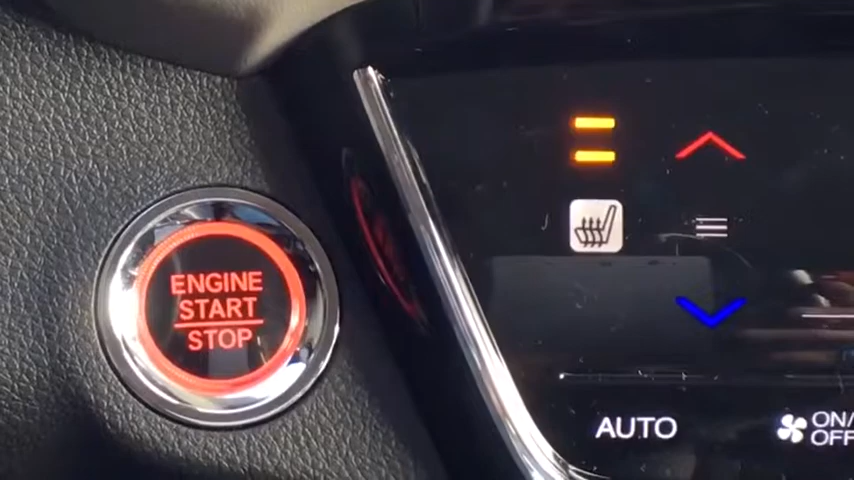 ENGINE
START
STOP
AUTO
ON/
OFF